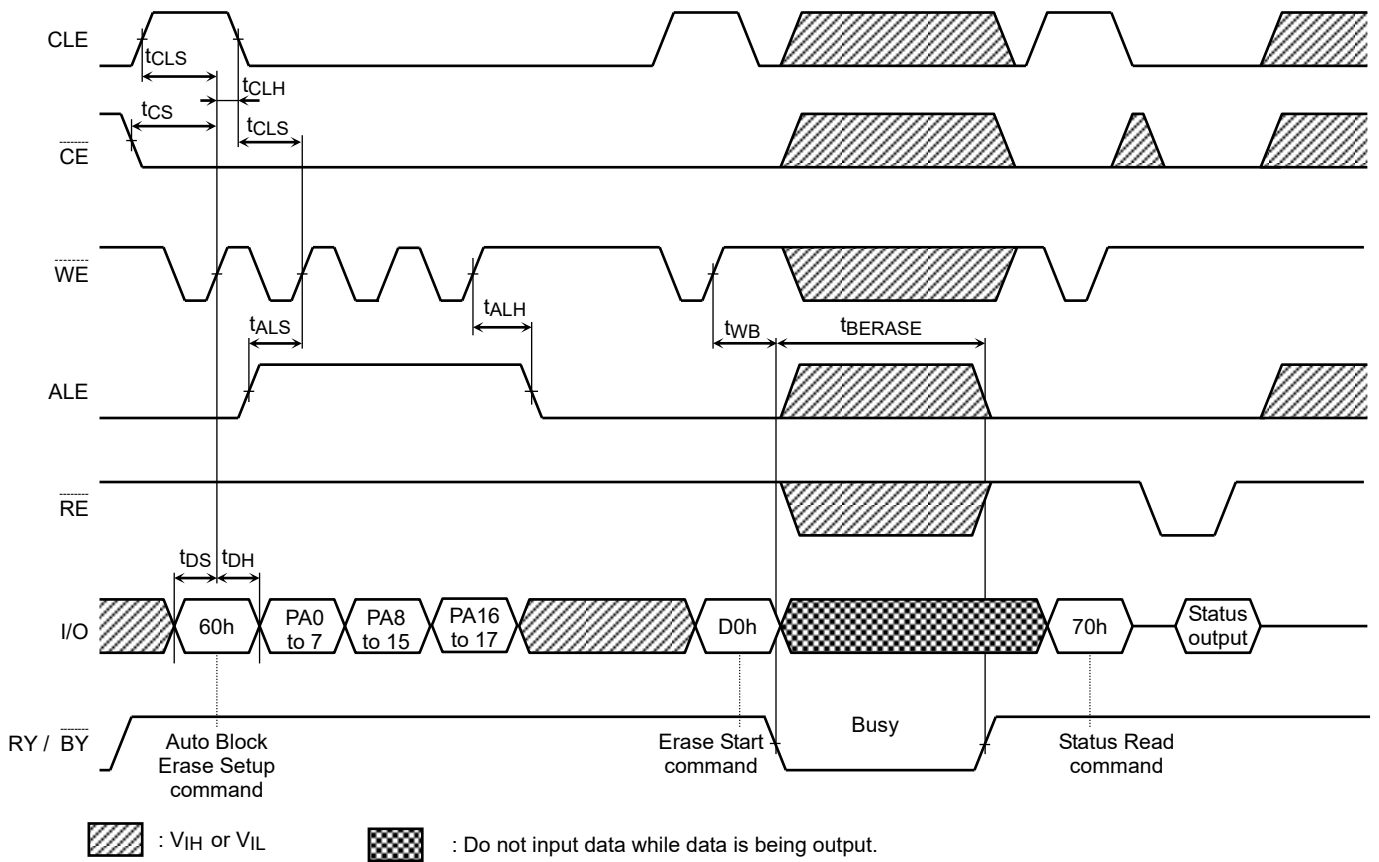 CLE
tCLS
tCLH
tCS
tCLS
CE
WE
tALS
tALH
tWB
tBERASE
ALE
RE
tDS
tDH
I/O
60h
PA0
to 7
PA8
to 15
PA16
to 17
D0h
70h
Status
output
RY / BY
Auto Block
Erase Setup
command
Erase Start
command
Busy
Status Read
command
: VIH or VIL
: Do not input data while data is being output.